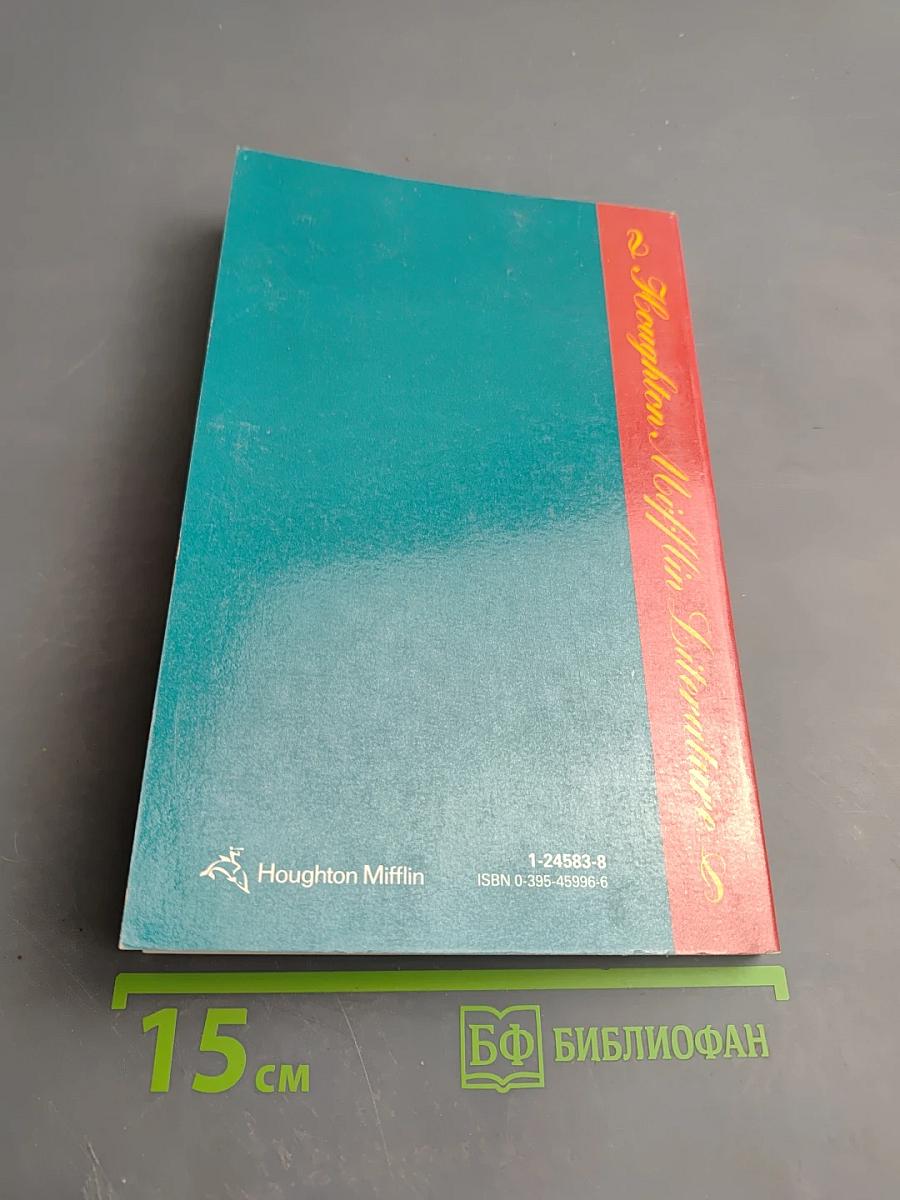 Houghton Mifflin Literature
Houghton Mifflin
1-24583-8
ISBN 0-395-45996-6
15 см
БФ БИБЛИОФАН